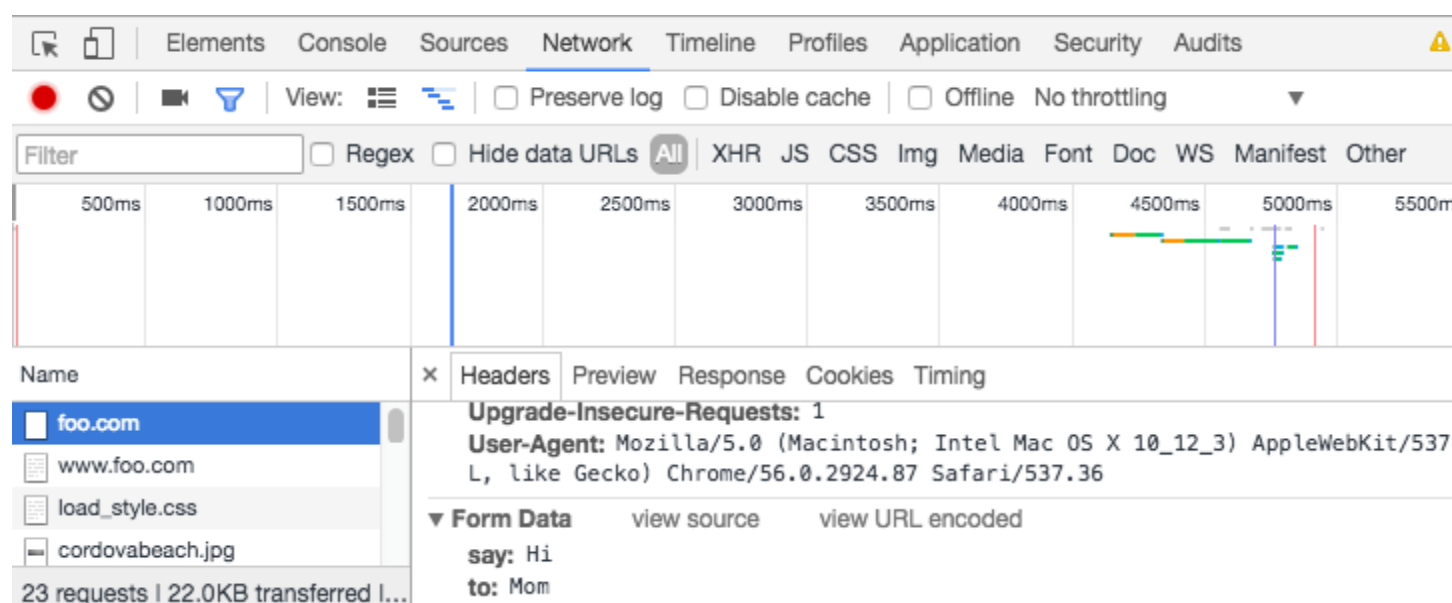 Elements Console Sources Network Timeline Profiles Application Security Audits
View: Preserve log Disable cache Offline No throttling
Filter Regex Hide data URLs All XHR JS CSS Img Media Font Doc WS Manifest Other
500ms 1000ms 1500ms 2000ms 2500ms 3000ms 3500ms 4000ms 4500ms 5000ms 5500m
Name
foo.com
www.foo.com
load_style.css
cordovabeach.jpg
23 requests | 22.0KB transferred |...
× Headers Preview Response Cookies Timing
Upgrade-Insecure-Requests: 1
User-Agent: Mozilla/5.0 (Macintosh; Intel Mac OS X 10_12_3) AppleWebKit/537
L, like Gecko) Chrome/56.0.2924.87 Safari/537.36
▼ Form Data view source view URL encoded
say: Hi
to: Mom